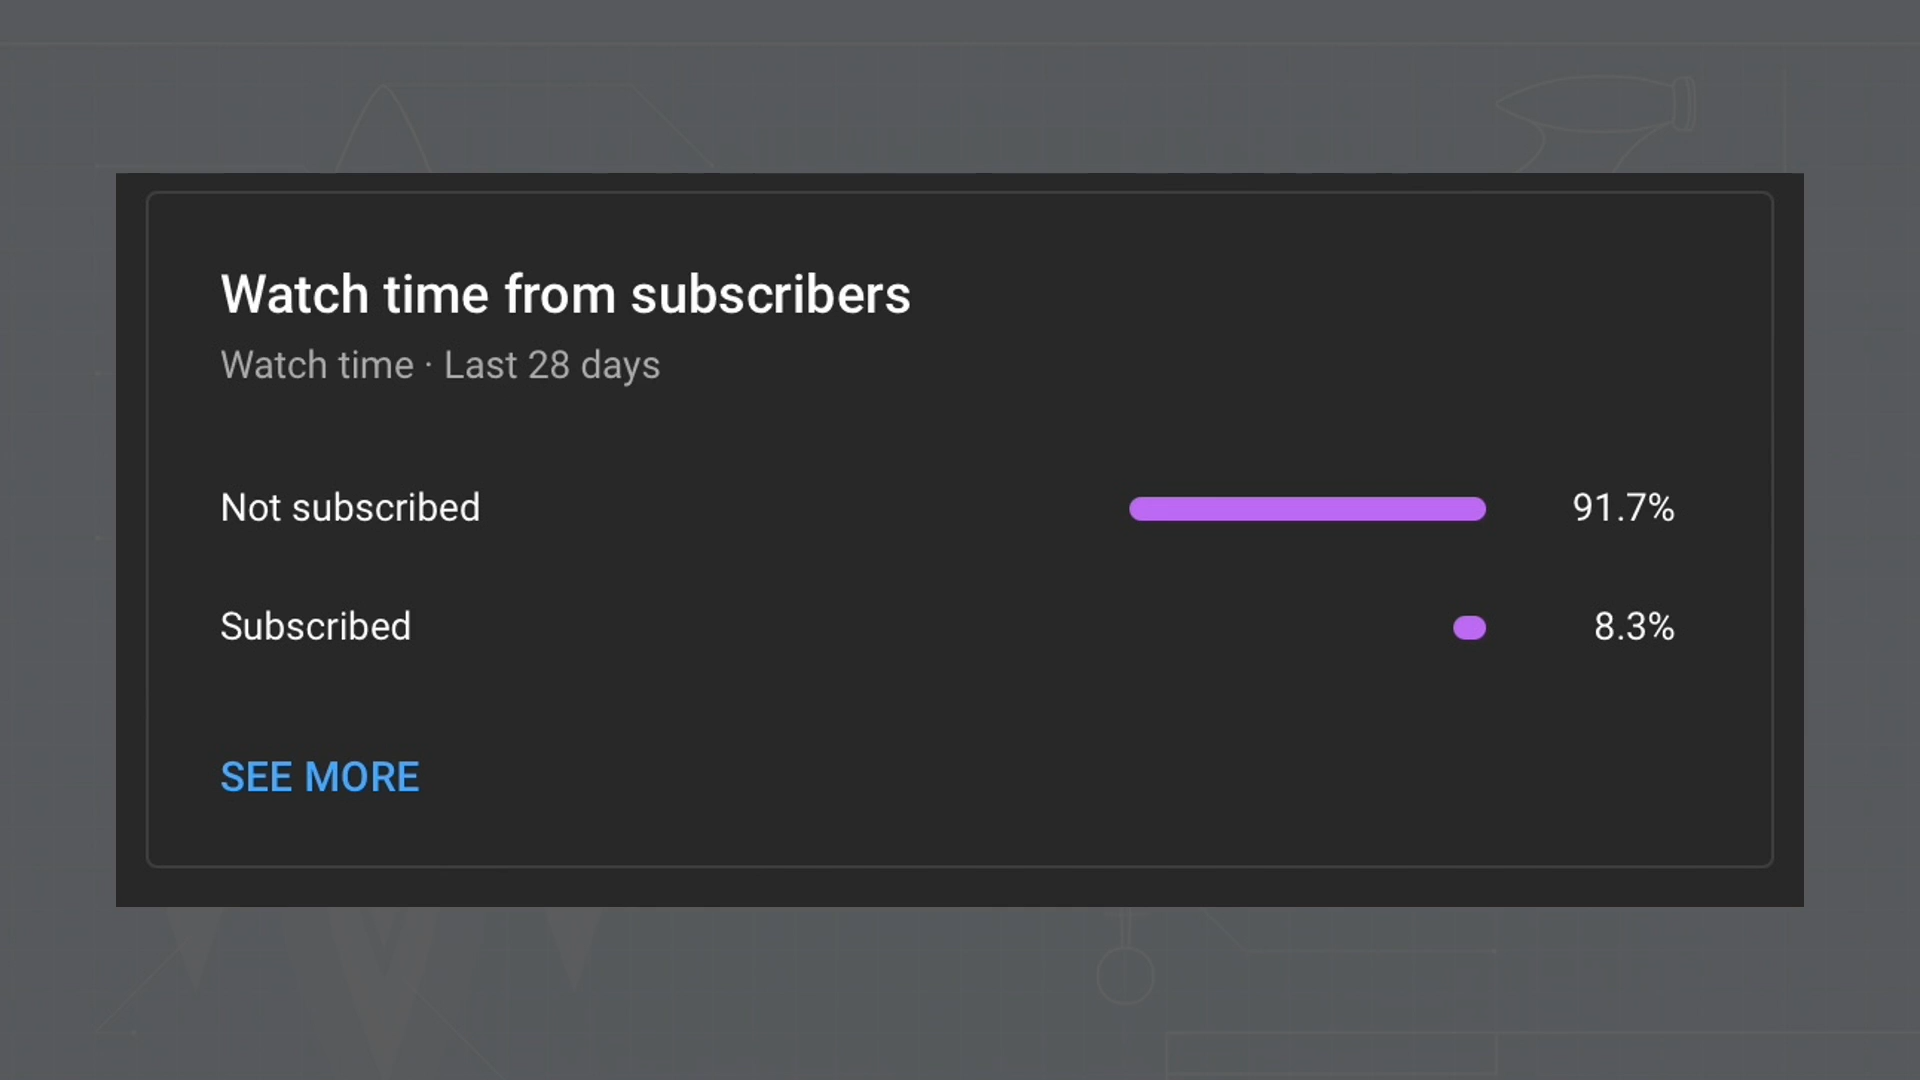 Watch time from subscribers
Watch time · Last 28 days
Not subscribed 91.7%
Subscribed 8.3%
SEE MORE